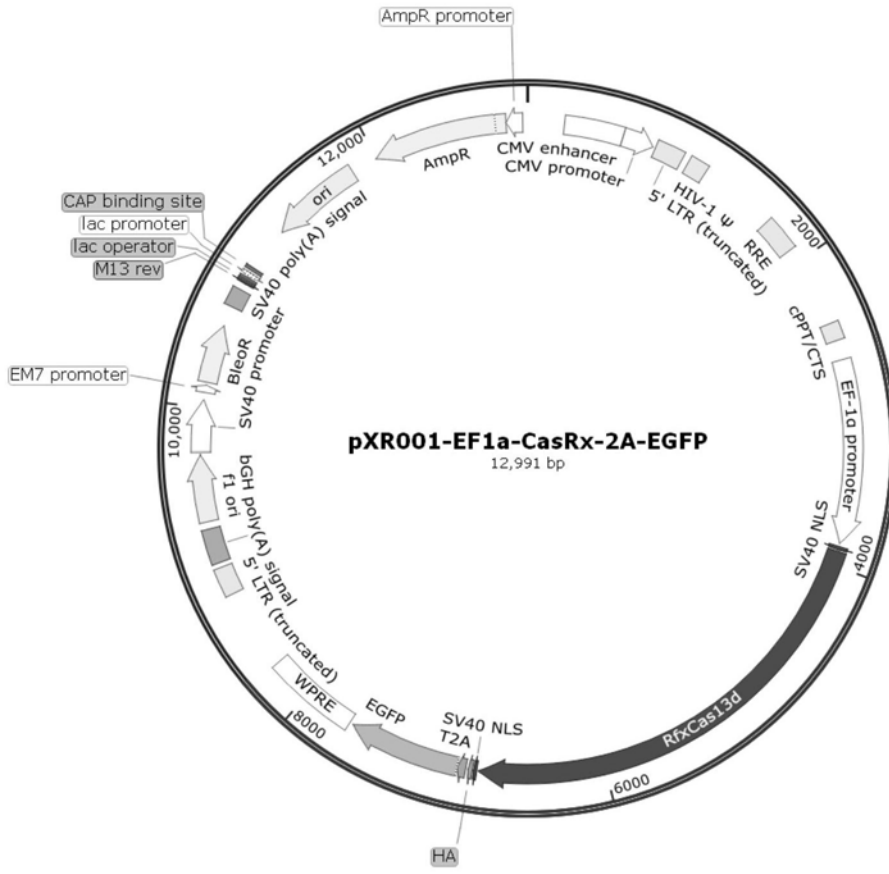 AmpR promoter
CMV enhancer
CMV promoter
5' LTR (truncated)
HIV-1 Ψ
RRE
2000
cPPT/CTS
EF-1α promoter
SV40 NLS
4000
RfxCas13d
6000
SV40 NLS
HA
T2A
EGFP
8000
WPRE
5' LTR (truncated)
bGH poly(A) signal
f1 ori
10,000
SV40 promoter
EM7 promoter
BleoR
SV40 poly(A) signal
M13 rev
lac operator
lac promoter
CAP binding site
ori
12,000
AmpR
pXR001-EF1a-CasRx-2A-EGFP
12,991 bp